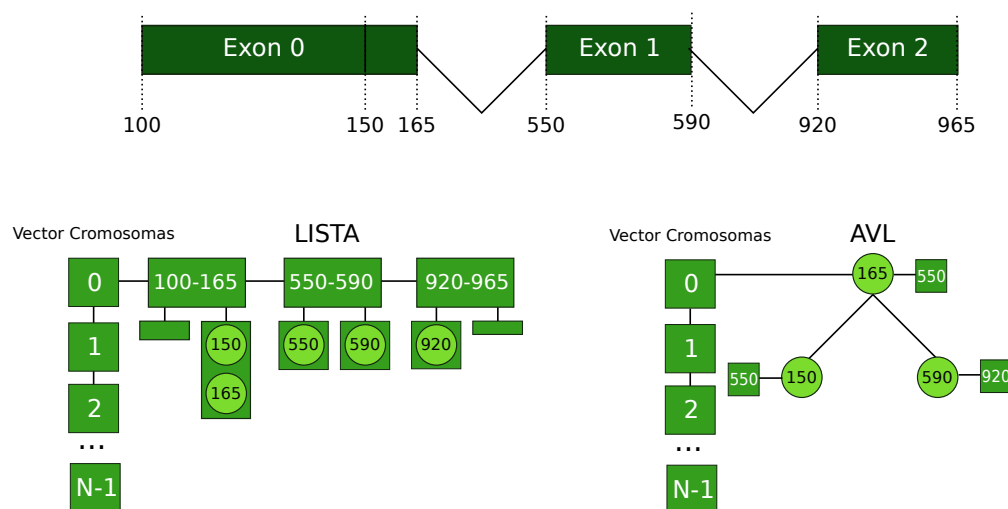 Exon 0 Exon 1 Exon 2
100 150 165 550 590 920 965
Vector Cromosomas LISTA
0 100-165 550-590 920-965
1 150 550 590 920
165
2
...
N-1
Vector Cromosomas AVL
0 165 550
1
550 150 590 920
2
...
N-1